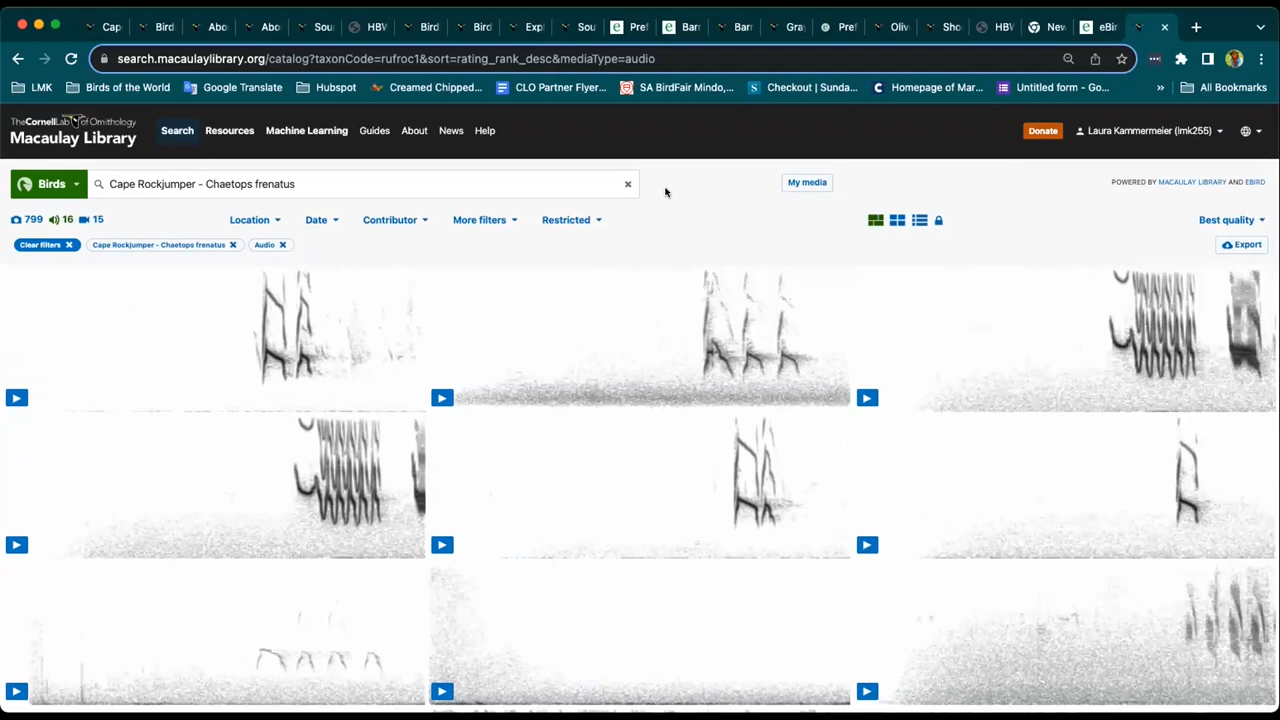 Cap
Bird
Abo
Abo
Sour
HBV
Bird
Bird
Exp
Sou
Pref
Barr
Barr
Gra
Pref
Oliv
Sho
HBV
New
eBir
search.macaulaylibrary.org/catalog?taxonCode=rufroc1&sort=rating_rank_desc&mediaType=audio
LMK
Birds of the World
Google Translate
Hubspot
Creamed Chipped...
CLO Partner Flyer...
SA BirdFair Mindo,...
Checkout | Sunda...
Homepage of Mar...
Untitled form - Go...
All Bookmarks
TheCornellLab of Ornithology
Macaulay Library
Search
Resources
Machine Learning
Guides
About
News
Help
Donate
Laura Kammermeier (lmk255)
Birds
Cape Rockjumper - Chaetops frenatus
My media
POWERED BY MACAULAY LIBRARY AND EBIRD
799
16
15
Location
Date
Contributor
More filters
Restricted
Best quality
Clear filters
Cape Rockjumper - Chaetops frenatus
Audio
Export